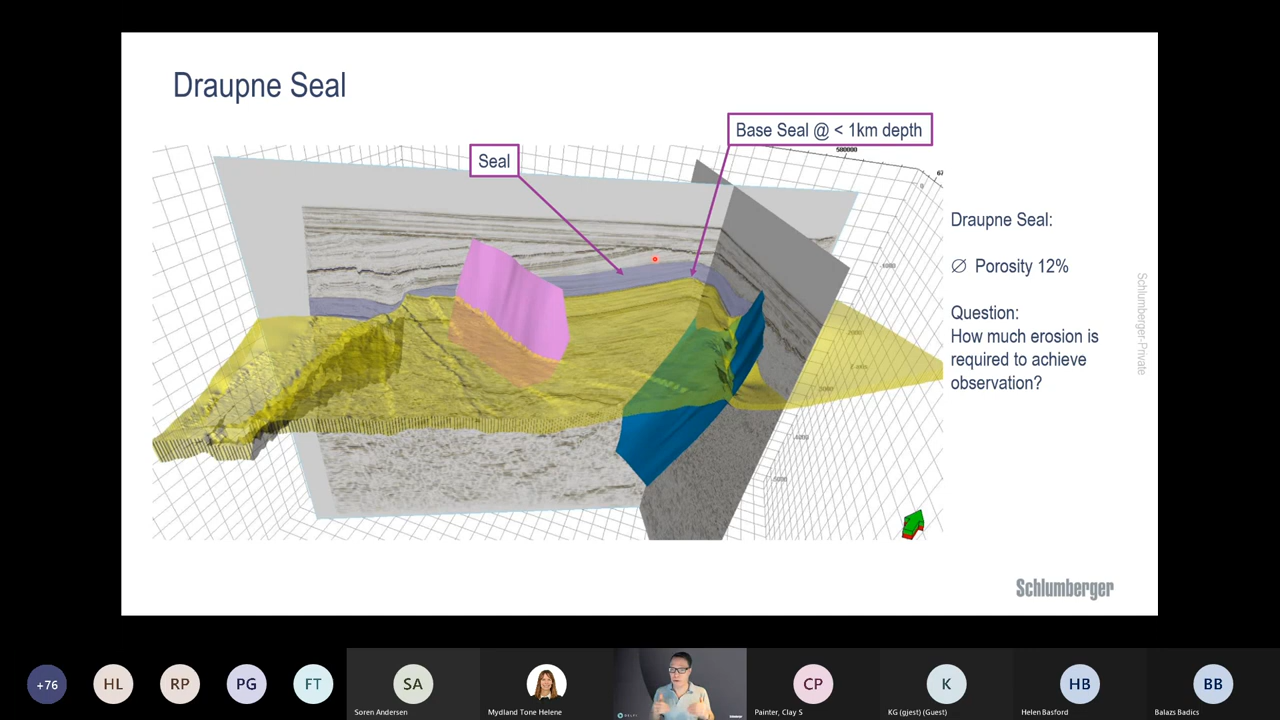 Draupne Seal
Base Seal @ < 1km depth
Seal
Draupne Seal:
∅ Porosity 12%
Question:
How much erosion is
required to achieve
observation?
Schlumberger-Private
Schlumberger
+76
HL
RP
PG
FT
SA
Soren Andersen
Mydland Tone Helene
CP
Painter, Clay S
K
KG (gjest) (Guest)
HB
Helen Basford
BB
Balazs Badics